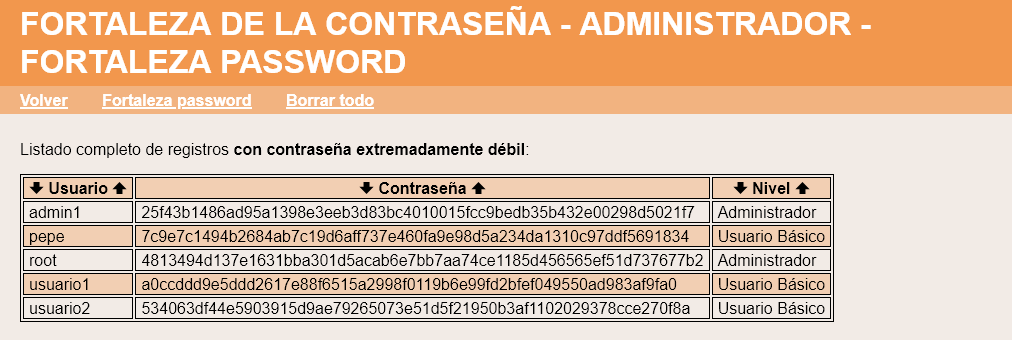 FORTALEZA DE LA CONTRASEÑA - ADMINISTRADOR -
FORTALEZA PASSWORD
Volver Fortaleza password Borrar todo
Listado completo de registros con contraseña extremadamente débil:
🡇 Usuario 🡅 🡇 Contraseña 🡅 🡇 Nivel 🡅
admin1 25f43b1486ad95a1398e3eeb3d83bc4010015fcc9bedb35b432e00298d5021f7 Administrador
pepe 7c9e7c1494b2684ab7c19d6aff737e460fa9e98d5a234da1310c97ddf5691834 Usuario Básico
root 4813494d137e1631bba301d5acab6e7bb7aa74ce1185d456565ef51d737677b2 Administrador
usuario1 a0ccddd9e5ddd2617e88f6515a2998f0119b6e99fd2bfef049550ad983af9fa0 Usuario Básico
usuario2 534063df44e5903915d9ae79265073e51d5f21950b3af1102029378cce270f8a Usuario Básico